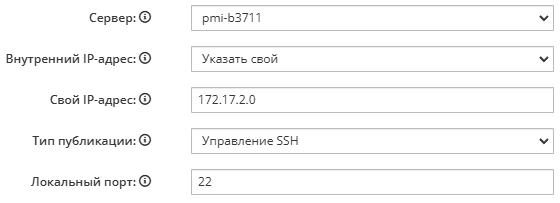 Сервер: pmi-b3711
Внутренний IP-адрес: Указать свой
Свой IP-адрес: 172.17.2.0
Тип публикации: Управление SSH
Локальный порт: 22